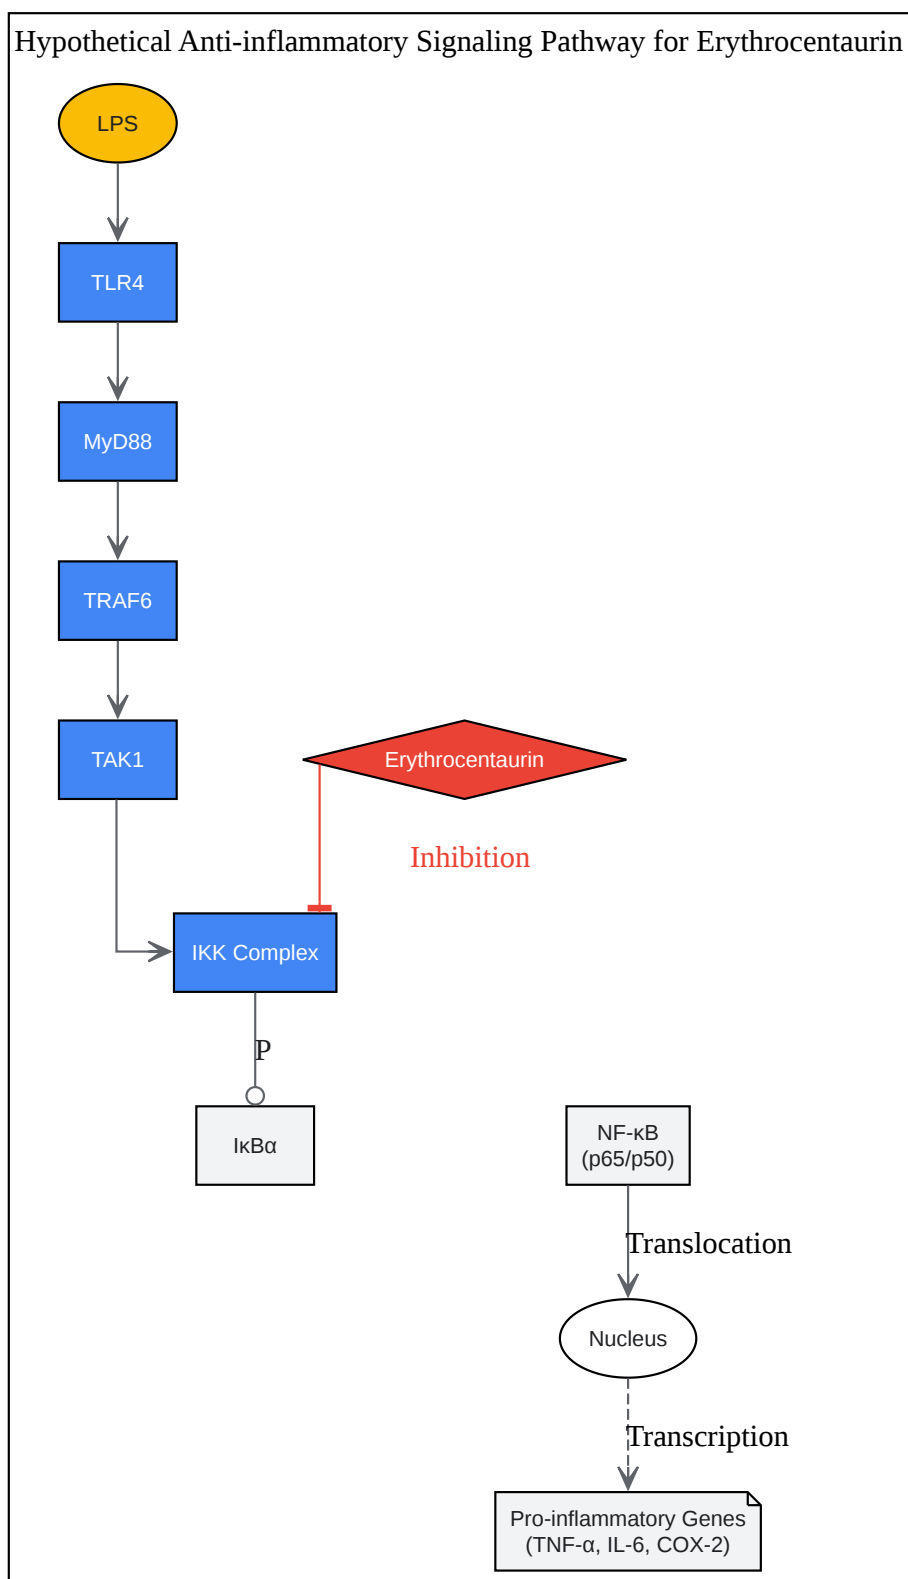 Hypothetical Anti-inflammatory Signaling Pathway for Erythrocentaurin
LPS
TLR4
MyD88
TRAF6
TAK1
Erythrocentaurin
Inhibition
IKK Complex
P
IκBα
NF-κB
(p65/p50)
Translocation
Nucleus
Transcription
Pro-inflammatory Genes
(TNF-α, IL-6, COX-2)